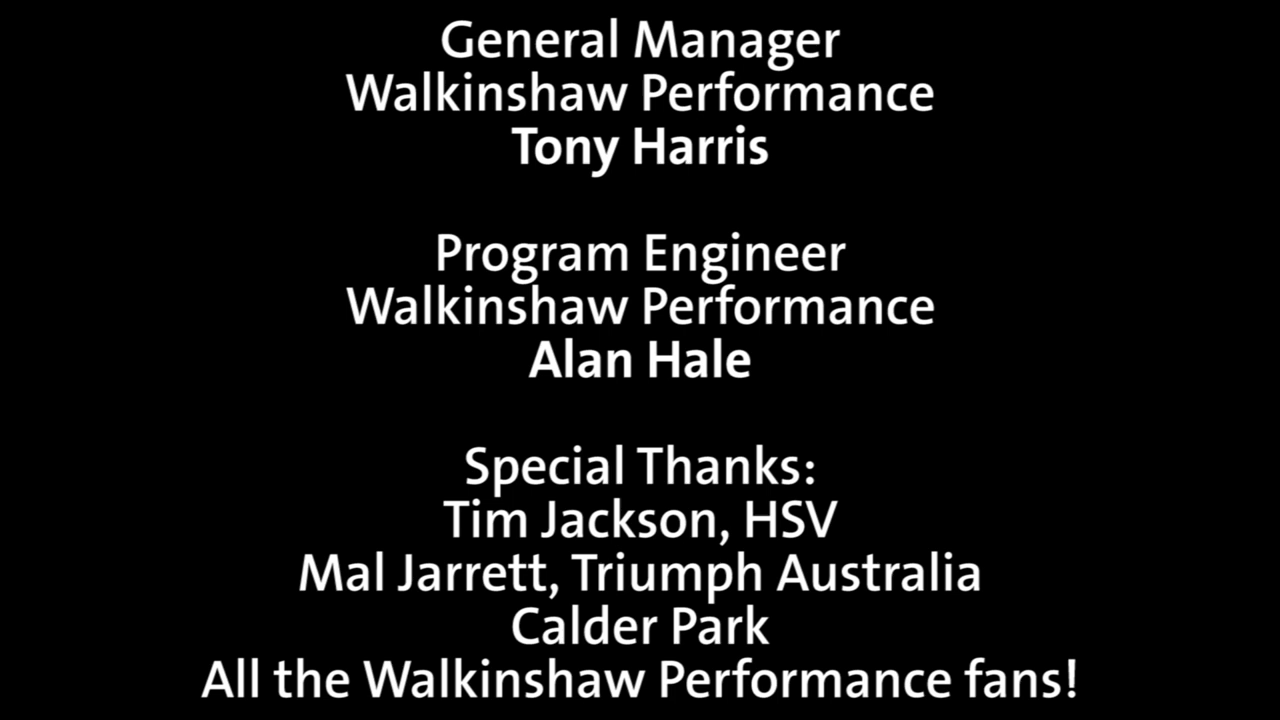 General Manager
Walkinshaw Performance
Tony Harris
Program Engineer
Walkinshaw Performance
Alan Hale
Special Thanks:
Tim Jackson, HSV
Mal Jarrett, Triumph Australia
Calder Park
All the Walkinshaw Performance fans!